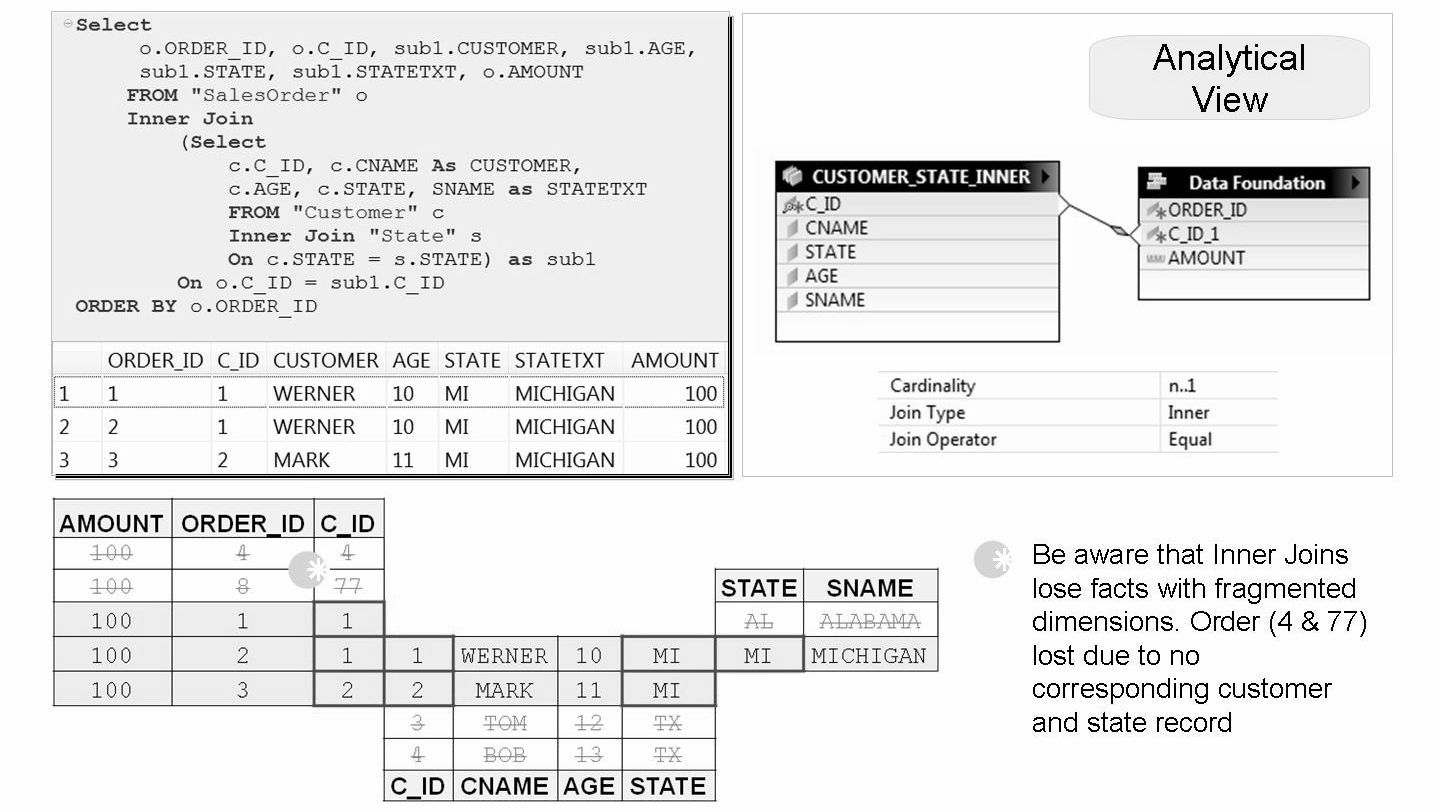 Select
o.ORDER_ID, o.C_ID, sub1.CUSTOMER, sub1.AGE,
sub1.STATE, sub1.STATETXT, o.AMOUNT
FROM "SalesOrder" o
Inner Join
(Select
c.C_ID, c.CNAME As CUSTOMER,
c.AGE, c.STATE, SNAME as STATETXT
FROM "Customer" c
Inner Join "State" s
On c.STATE = s.STATE) as sub1
On o.C_ID = sub1.C_ID
ORDER BY o.ORDER_ID
ORDER_ID C_ID CUSTOMER AGE STATE STATETXT AMOUNT
1 1 1 WERNER 10 MI MICHIGAN 100
2 2 1 WERNER 10 MI MICHIGAN 100
3 3 2 MARK 11 MI MICHIGAN 100
Analytical
View
CUSTOMER_STATE_INNER
C_ID
CNAME
STATE
AGE
SNAME
Data Foundation
ORDER_ID
C_ID_1
AMOUNT
Cardinality n..1
Join Type Inner
Join Operator Equal
AMOUNT ORDER_ID C_ID
100 4 4
100 8 77
STATE SNAME
100 1 1 AL ALABAMA
100 2 1 1 WERNER 10 MI MI MICHIGAN
100 3 2 2 MARK 11 MI
3 TOM 12 TX
4 BOB 13 TX
C_ID CNAME AGE STATE
Be aware that Inner Joins
lose facts with fragmented
dimensions. Order (4 & 77)
lost due to no
corresponding customer
and state record